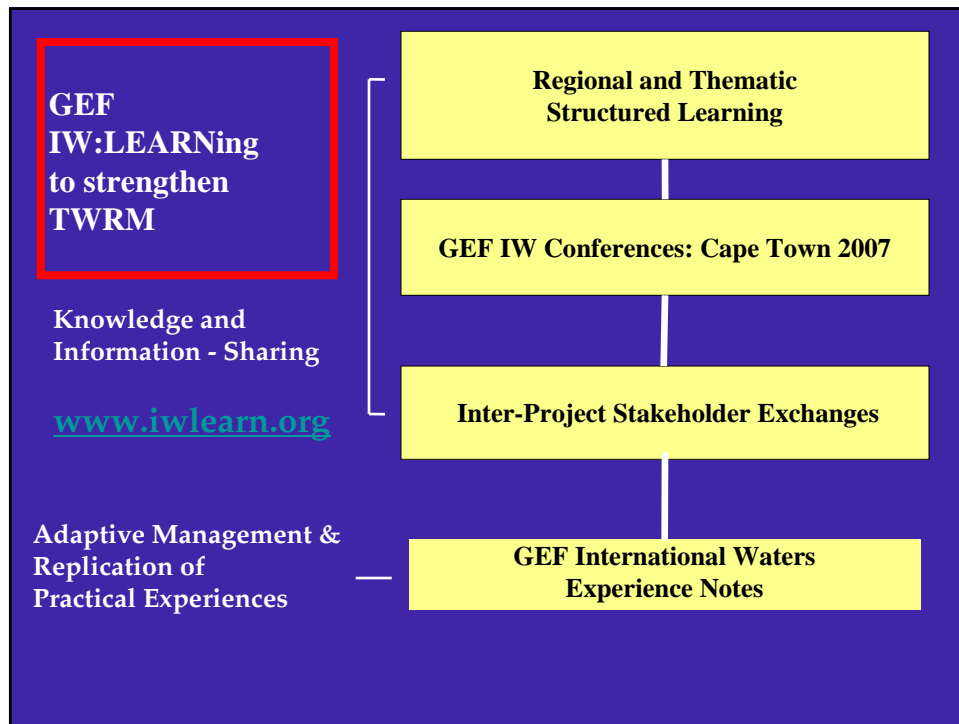 GEF
IW:LEARNing
to strengthen
TWRM
Knowledge and
Information - Sharing
www.iwlearn.org
Adaptive Management &
Replication of
Practical Experiences
Regional and Thematic
Structured Learning
GEF IW Conferences: Cape Town 2007
Inter-Project Stakeholder Exchanges
GEF International Waters
Experience Notes